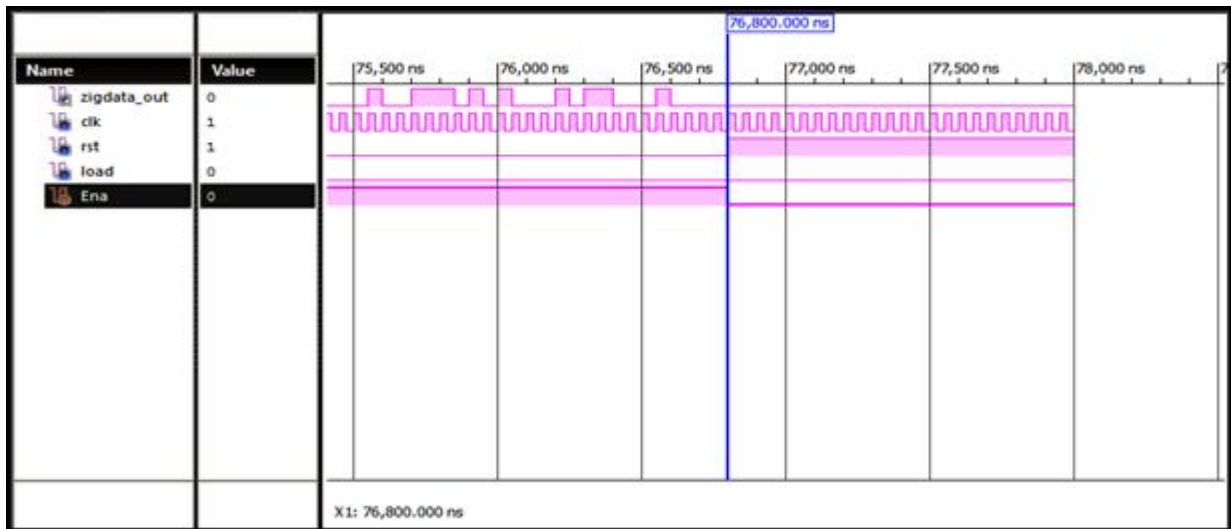 76,800.000 ns
Name Value 75,500 ns 76,000 ns 76,500 ns 77,000 ns 77,500 ns 78,000 ns
zigdata_out 0
clk 1
rst 1
load 0
Ena 0
X1: 76,800.000 ns